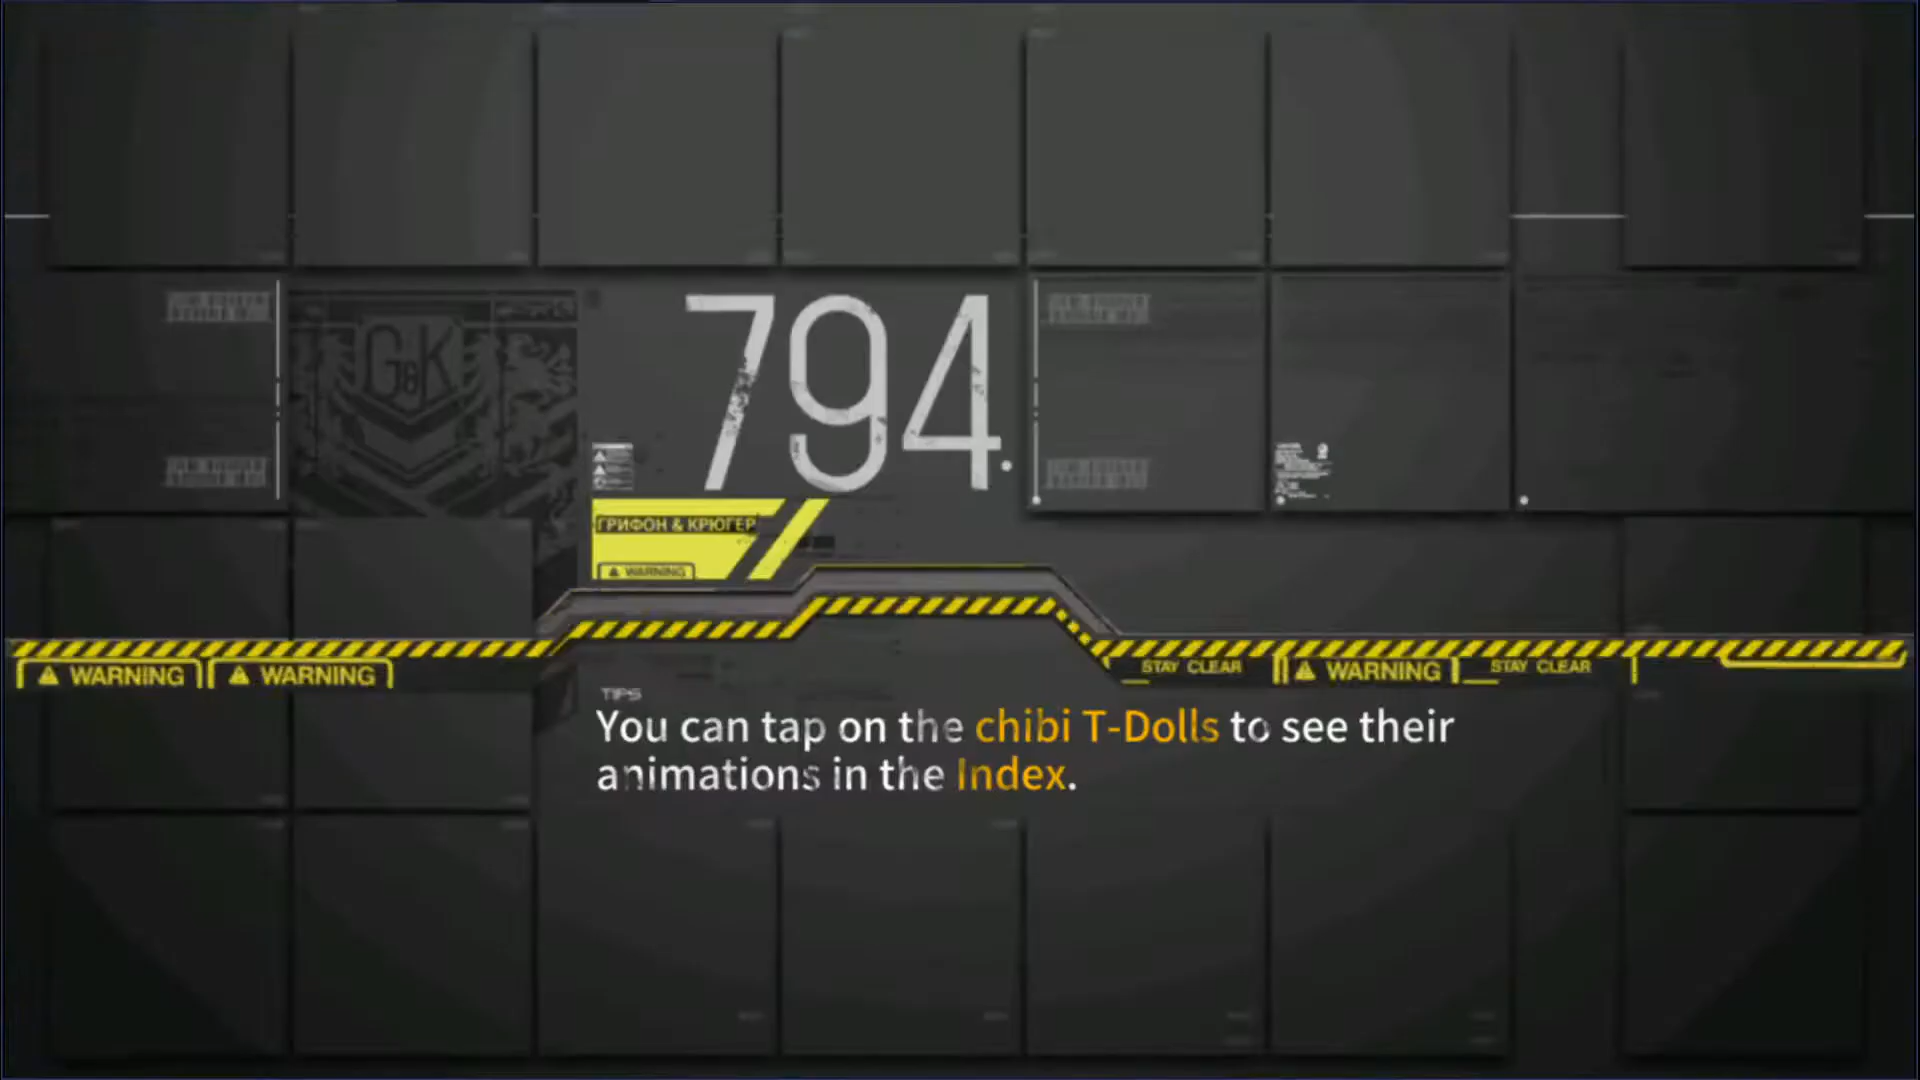 G&K
794.
ГРИФОН & КРЮГЕР
WARNING
WARNING
WARNING
STAY CLEAR
WARNING
STAY CLEAR
TIPS
You can tap on the chibi T-Dolls to see their
animations in the Index.